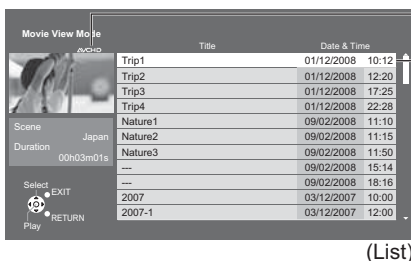 Movie View Mode
AVCHD
Title Date & Time
Trip1 01/12/2008 10:12
Trip2 01/12/2008 12:20
Trip3 01/12/2008 17:25
Trip4 01/12/2008 22:28
Nature1 09/02/2008 11:10
Nature2 09/02/2008 11:15
Nature3 09/02/2008 11:50
--- 09/02/2008 15:14
--- 09/02/2008 18:16
2007 03/12/2007 10:00
2007-1 03/12/2007 12:00
Scene
Japan
Duration
00h03m01s
Select
EXIT
RETURN
Play
(List)